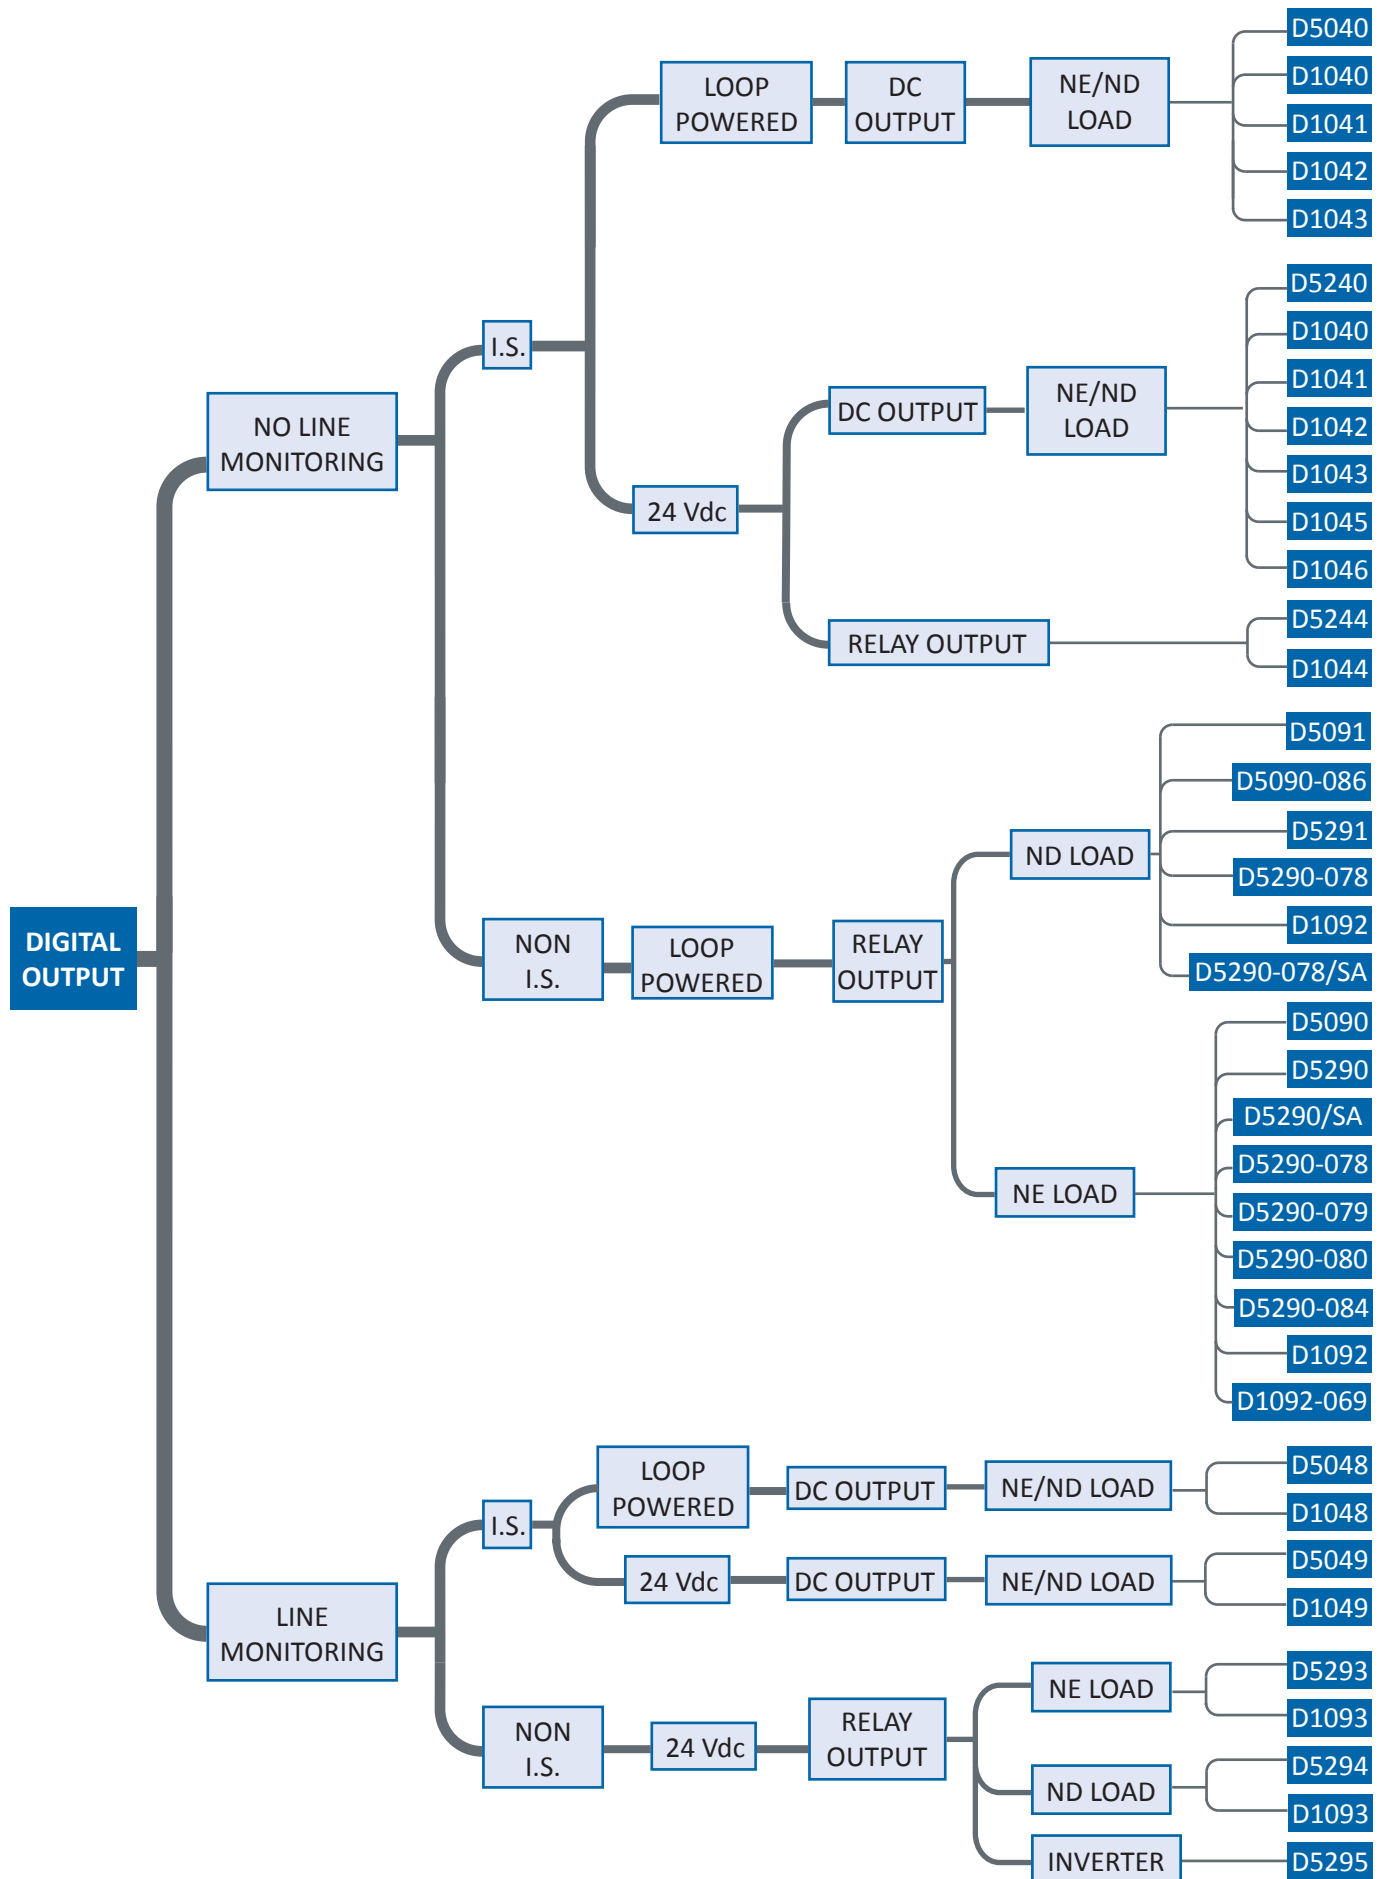 DIGITAL
OUTPUT
NO LINE
MONITORING
I.S.
LOOP
POWERED
DC
OUTPUT
NE/ND
LOAD
D5040
D1040
D1041
D1042
D1043
24 Vdc
DC OUTPUT
NE/ND
LOAD
D5240
D1040
D1041
D1042
D1043
D1045
D1046
RELAY OUTPUT
D5244
D1044
NON
I.S.
LOOP
POWERED
RELAY
OUTPUT
ND LOAD
D5091
D5090-086
D5291
D5290-078
D1092
D5290-078/SA
NE LOAD
D5090
D5290
D5290/SA
D5290-078
D5290-079
D5290-080
D5290-084
D1092
D1092-069
LINE
MONITORING
I.S.
LOOP
POWERED
DC OUTPUT
NE/ND LOAD
D5048
D1048
24 Vdc
DC OUTPUT
NE/ND LOAD
D5049
D1049
NON
I.S.
24 Vdc
RELAY
OUTPUT
NE LOAD
D5293
D1093
ND LOAD
D5294
D1093
INVERTER
D5295